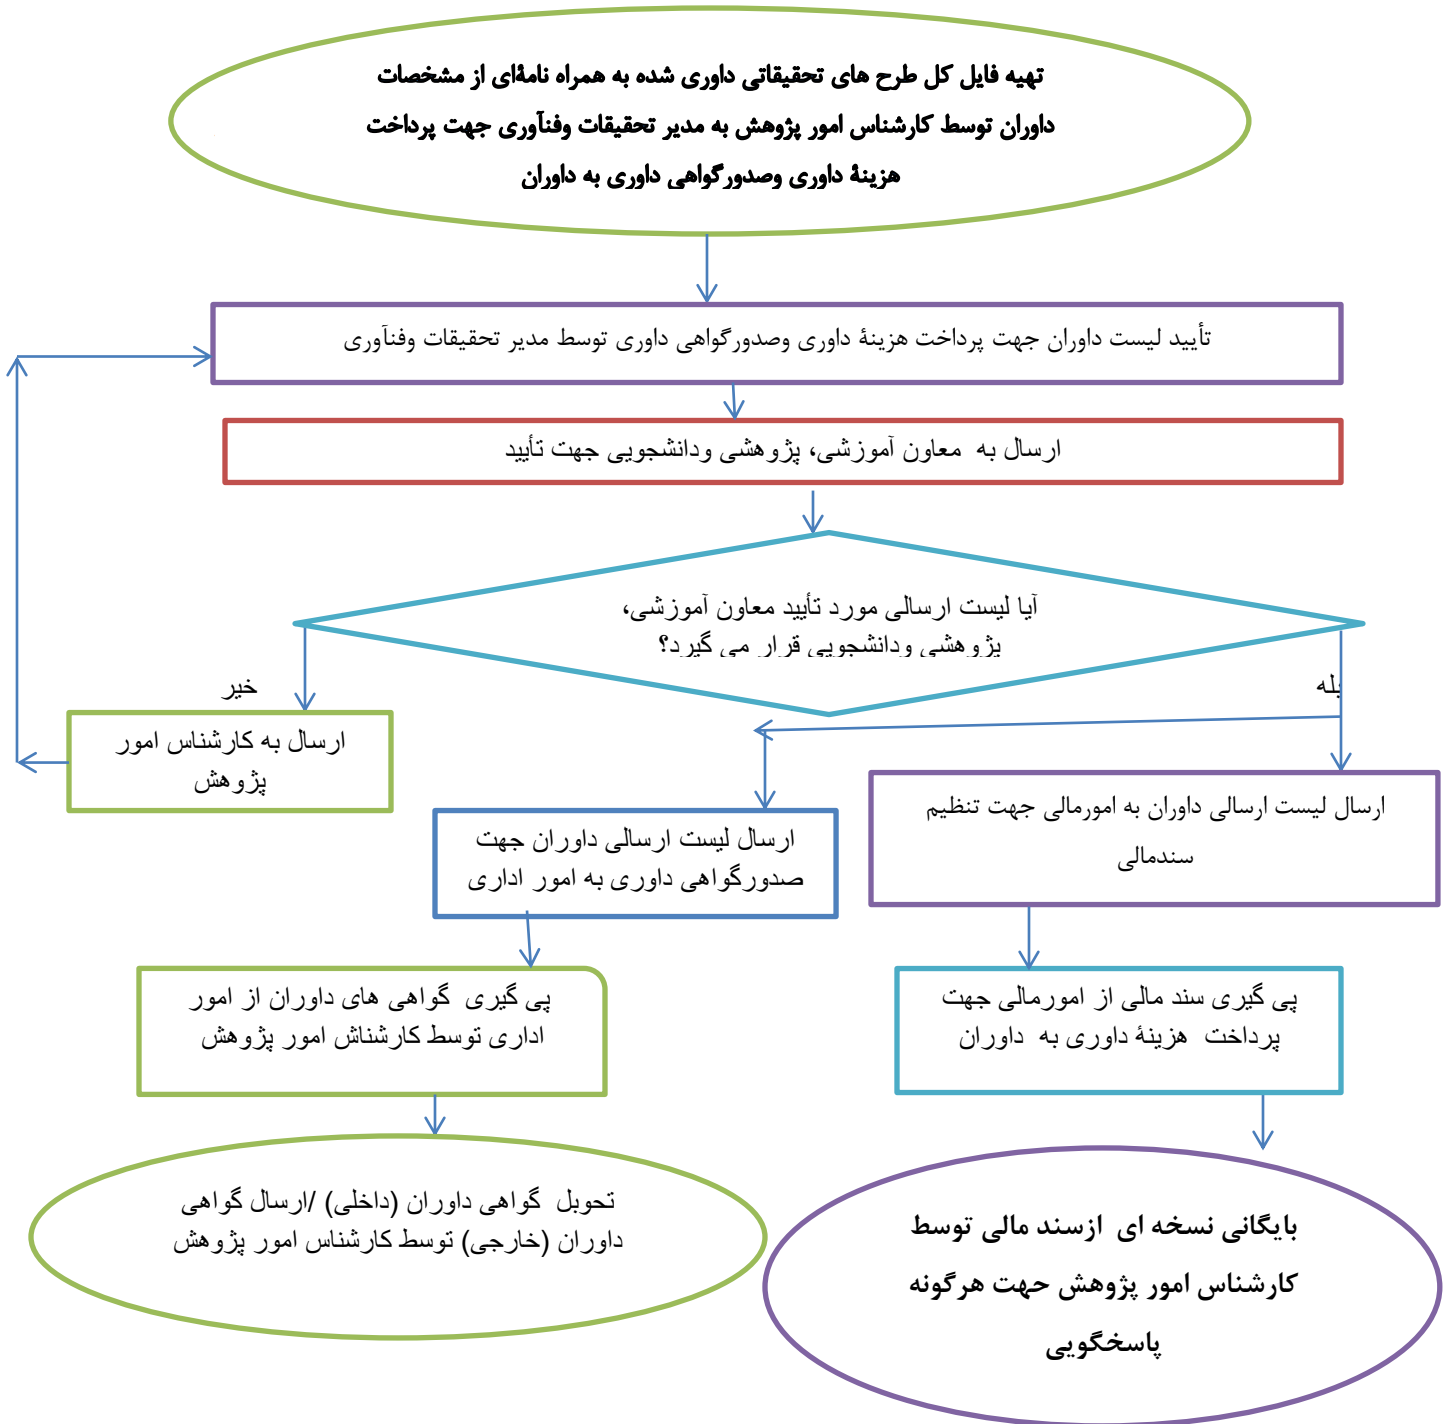 تهیه فایل کل طرح های تحقیقاتی داوری شده به همراه نامۀای از مشخصات
داوران توسط کارشناس امور پژوهش به مدیر تحقیقات وفنآوری جهت پرداخت
هزینۀ داوری وصدورگواهی داوری به داوران
تأیید لیست داوران جهت پرداخت هزینۀ داوری وصدورگواهی داوری توسط مدیر تحقیقات وفنآوری
ارسال به معاون آموزشی، پژوهشی ودانشجویی جهت تأیید
آیا لیست ارسالی مورد تأیید معاون آموزشی،
پژوهشی ودانشجویی قرار می گیرد؟
بله
خیر
ارسال به کارشناس امور
پژوهش
ارسال لیست ارسالی داوران به امورمالی جهت تنظیم
سندمالی
ارسال لیست ارسالی داوران جهت
صدورگواهی داوری به امور اداری
پی گیری سند مالی از امورمالی جهت
پرداخت هزینۀ داوری به داوران
پی گیری گواهی های داوران از امور
اداری توسط کارشناش امور پژوهش
تحوبل گواهی داوران (داخلی) /ارسال گواهی
داوران (خارجی) توسط کارشناس امور پژوهش
بایگانی نسخه ای ازسند مالی توسط
کارشناس امور پژوهش حهت هرگونه
پاسخگویی